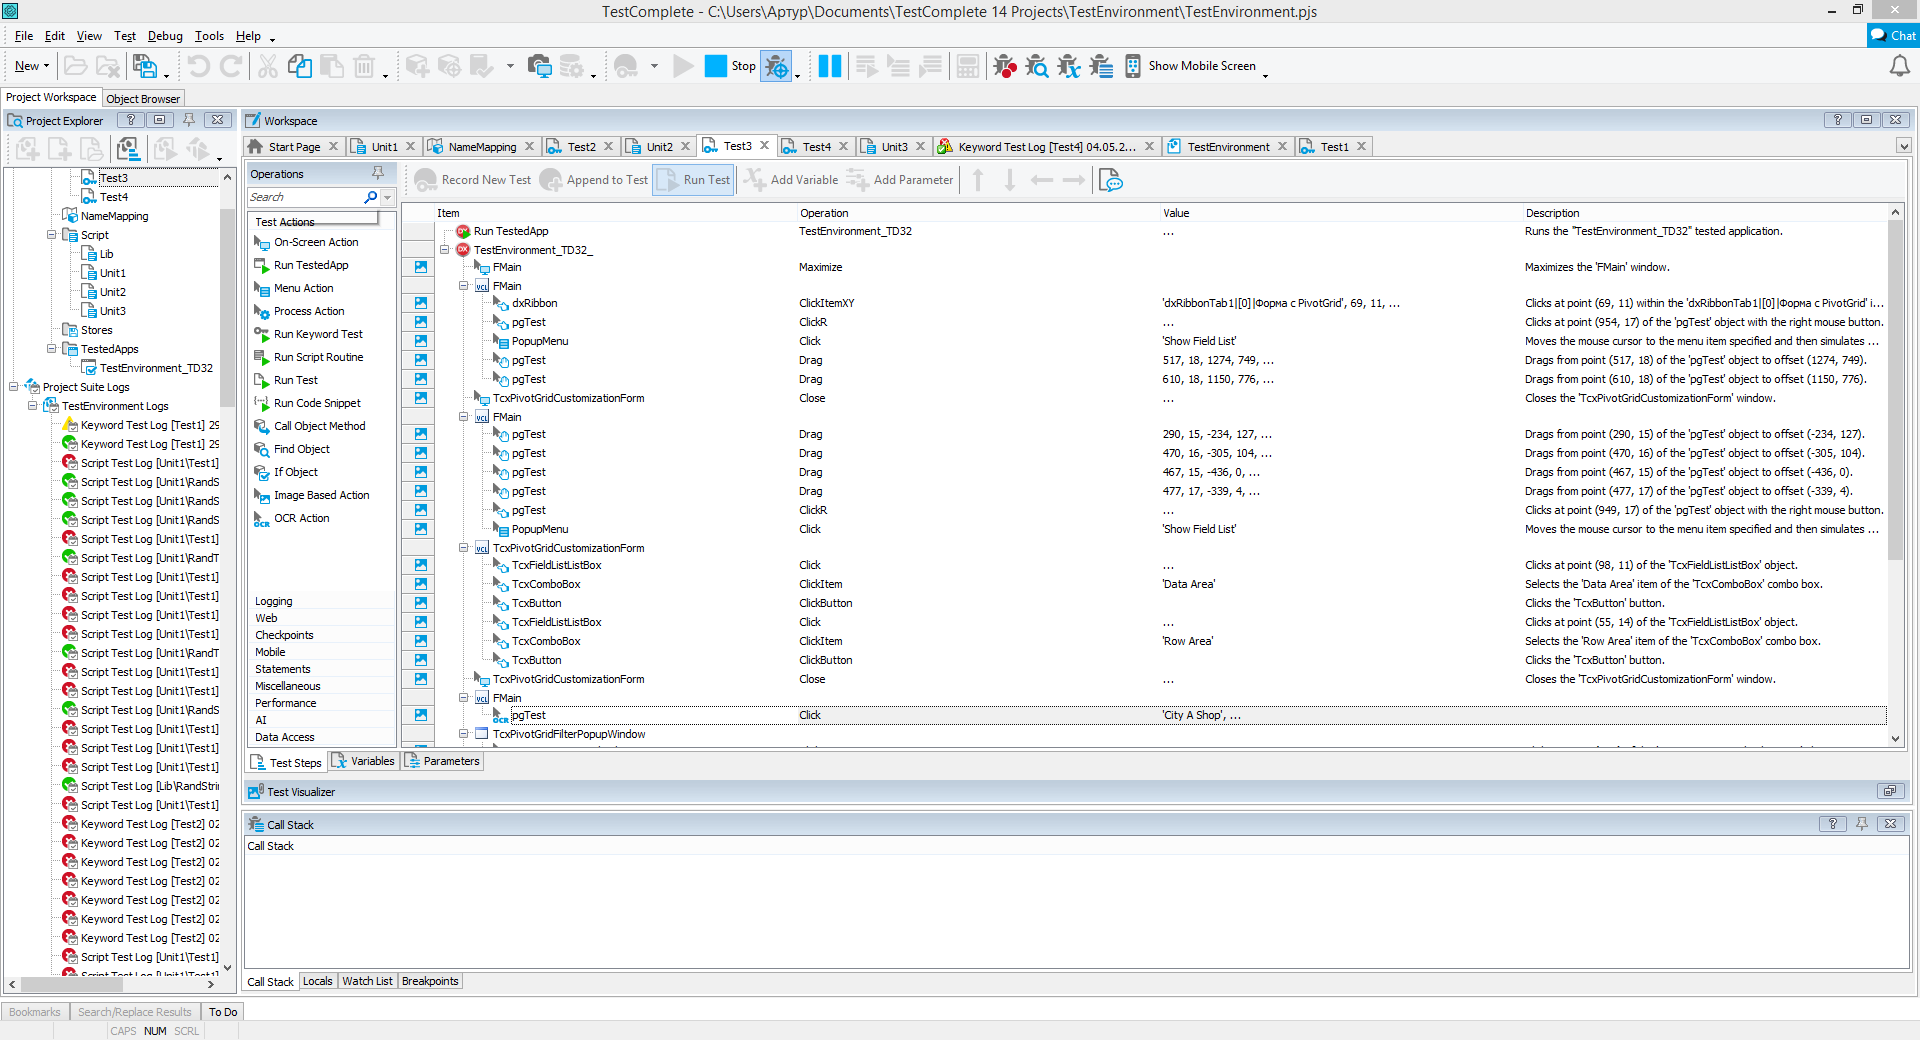 TestComplete - C:\Users\Артур\Documents\TestComplete 14 Projects\TestEnvironment\TestEnvironment.pjs
File Edit View Test Debug Tools Help
Chat
New Stop Show Mobile Screen
Project Workspace Object Browser
Project Explorer
Test3
Test4
NameMapping
Script
Lib
Unit1
Unit2
Unit3
Stores
TestedApps
TestEnvironment_TD32
Project Suite Logs
TestEnvironment Logs
Keyword Test Log [Test1] 29
Keyword Test Log [Test1] 29
Script Test Log [Unit1\Test1]
Script Test Log [Unit1\RandS
Script Test Log [Unit1\RandS
Script Test Log [Unit1\RandS
Script Test Log [Unit1\Test1]
Script Test Log [Unit1\RandT
Script Test Log [Unit1\Test1]
Script Test Log [Unit1\Test1]
Script Test Log [Unit1\Test1]
Script Test Log [Unit1\Test1]
Script Test Log [Unit1\RandT
Script Test Log [Unit1\Test1]
Script Test Log [Unit1\Test1]
Script Test Log [Unit1\RandS
Script Test Log [Unit1\Test1]
Script Test Log [Unit1\Test1]
Script Test Log [Unit1\Test1]
Script Test Log [Lib\RandStri
Script Test Log [Unit1\Test1]
Keyword Test Log [Test2] 02
Keyword Test Log [Test2] 02
Keyword Test Log [Test2] 02
Keyword Test Log [Test2] 02
Keyword Test Log [Test2] 02
Keyword Test Log [Test2] 02
Keyword Test Log [Test2] 02
Script Test Log [Unit1\Test1]
Script Test Log [Unit1\Test1]
Workspace
Start Page Unit1 NameMapping Test2 Unit2 Test3 Test4 Unit3 Keyword Test Log [Test4] 04.05.2... TestEnvironment Test1
Operations
Search
Test Actions
On-Screen Action
Run TestedApp
Menu Action
Process Action
Run Keyword Test
Run Script Routine
Run Test
Run Code Snippet
Call Object Method
Find Object
If Object
Image Based Action
OCR Action
Logging
Web
Checkpoints
Mobile
Statements
Miscellaneous
Performance
AI
Data Access
Record New Test Append to Test Run Test Add Variable Add Parameter
Item Operation Value Description
Run TestedApp TestEnvironment_TD32 ... Runs the "TestEnvironment_TD32" tested application.
TestEnvironment_TD32_
FMain Maximize Maximizes the 'FMain' window.
FMain
dxRibbon ClickItemXY 'dxRibbonTab1|[0]|Форма с PivotGrid', 69, 11, ... Clicks at point (69, 11) within the 'dxRibbonTab1|[0]|Форма с PivotGrid' i...
pgTest ClickR ... Clicks at point (954, 17) of the 'pgTest' object with the right mouse button.
PopupMenu Click 'Show Field List' Moves the mouse cursor to the menu item specified and then simulates ...
pgTest Drag 517, 18, 1274, 749, ... Drags from point (517, 18) of the 'pgTest' object to offset (1274, 749).
pgTest Drag 610, 18, 1150, 776, ... Drags from point (610, 18) of the 'pgTest' object to offset (1150, 776).
TcxPivotGridCustomizationForm Close ... Closes the 'TcxPivotGridCustomizationForm' window.
FMain
pgTest Drag 290, 15, -234, 127, ... Drags from point (290, 15) of the 'pgTest' object to offset (-234, 127).
pgTest Drag 470, 16, -305, 104, ... Drags from point (470, 16) of the 'pgTest' object to offset (-305, 104).
pgTest Drag 467, 15, -436, 0, ... Drags from point (467, 15) of the 'pgTest' object to offset (-436, 0).
pgTest Drag 477, 17, -339, 4, ... Drags from point (477, 17) of the 'pgTest' object to offset (-339, 4).
pgTest ClickR ... Clicks at point (949, 17) of the 'pgTest' object with the right mouse button.
PopupMenu Click 'Show Field List' Moves the mouse cursor to the menu item specified and then simulates ...
TcxPivotGridCustomizationForm
TcxFieldListListBox Click ... Clicks at point (98, 11) of the 'TcxFieldListListBox' object.
TcxComboBox ClickItem 'Data Area' Selects the 'Data Area' item of the 'TcxComboBox' combo box.
TcxButton ClickButton Clicks the 'TcxButton' button.
TcxFieldListListBox Click ... Clicks at point (55, 14) of the 'TcxFieldListListBox' object.
TcxComboBox ClickItem 'Row Area' Selects the 'Row Area' item of the 'TcxComboBox' combo box.
TcxButton ClickButton Clicks the 'TcxButton' button.
TcxPivotGridCustomizationForm Close ... Closes the 'TcxPivotGridCustomizationForm' window.
FMain
pgTest Click 'City A Shop', ...
TcxPivotGridFilterPopupWindow
Test Steps Variables Parameters
Test Visualizer
Call Stack
Call Stack
Call Stack Locals Watch List Breakpoints
Bookmarks Search/Replace Results To Do
CAPS NUM SCRL